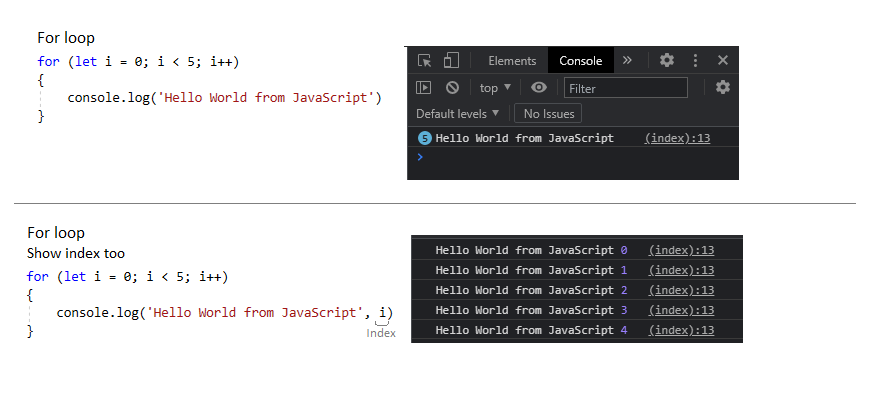 For loop
for (let i = 0; i < 5; i++)
{
console.log('Hello World from JavaScript')
}
Elements Console »
top ▼ Filter
Default levels ▼ No Issues
5 Hello World from JavaScript (index):13
>
For loop
Show index too
for (let i = 0; i < 5; i++)
{
console.log('Hello World from JavaScript', i)
}
Index
Hello World from JavaScript 0 (index):13
Hello World from JavaScript 1 (index):13
Hello World from JavaScript 2 (index):13
Hello World from JavaScript 3 (index):13
Hello World from JavaScript 4 (index):13